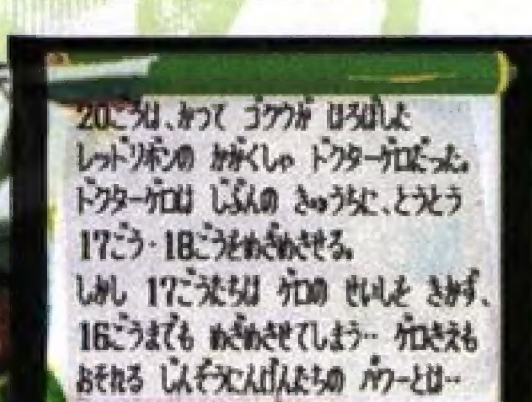 20ごうは、かつて ゴクウが ほろぼした
レッドリボンの かがくしゃ ドクターゲロだった。
ドクターゲロは じぶんの きゅうちに、とうとう
17ごう・18ごうをめざめさせる。
しかし 17ごうたちは ゲロの せいしを きかず、
16ごうまでも めざめさせてしまう… ゲロさえも
おそれる じんぞうにんげんたちの パワーとは…